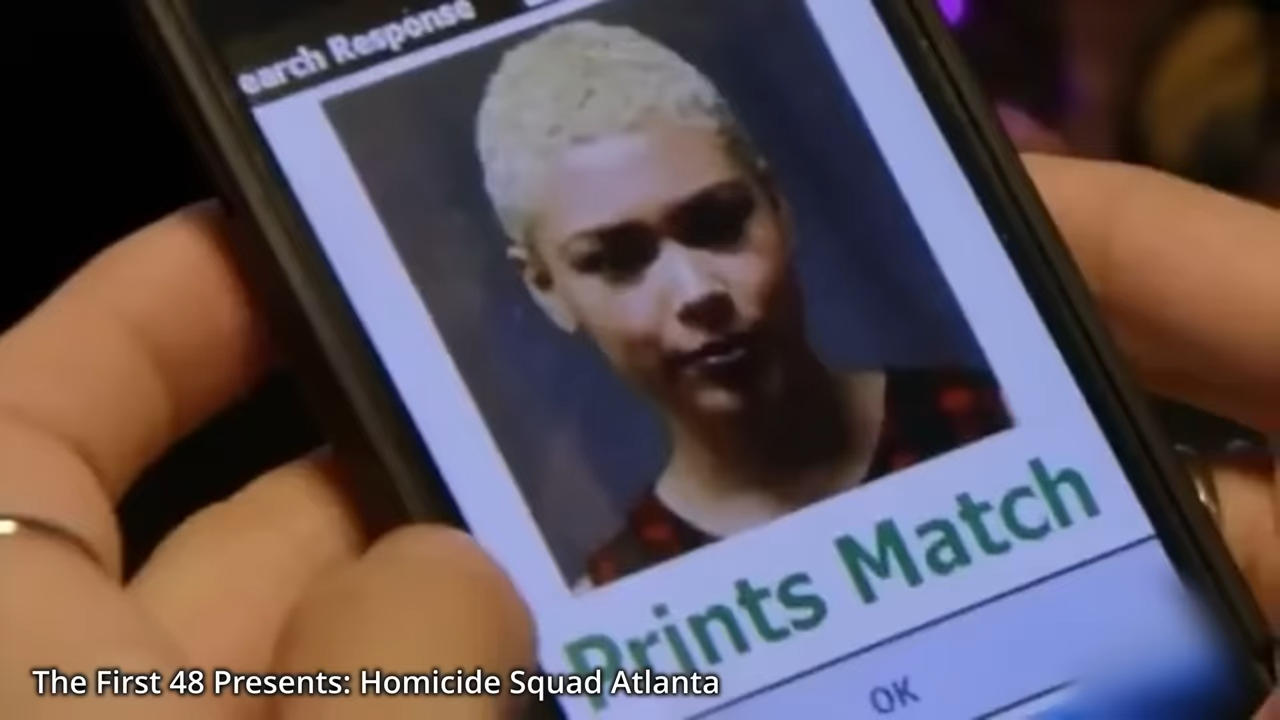 earch Response
Prints Match
OK
The First 48 Presents: Homicide Squad Atlanta